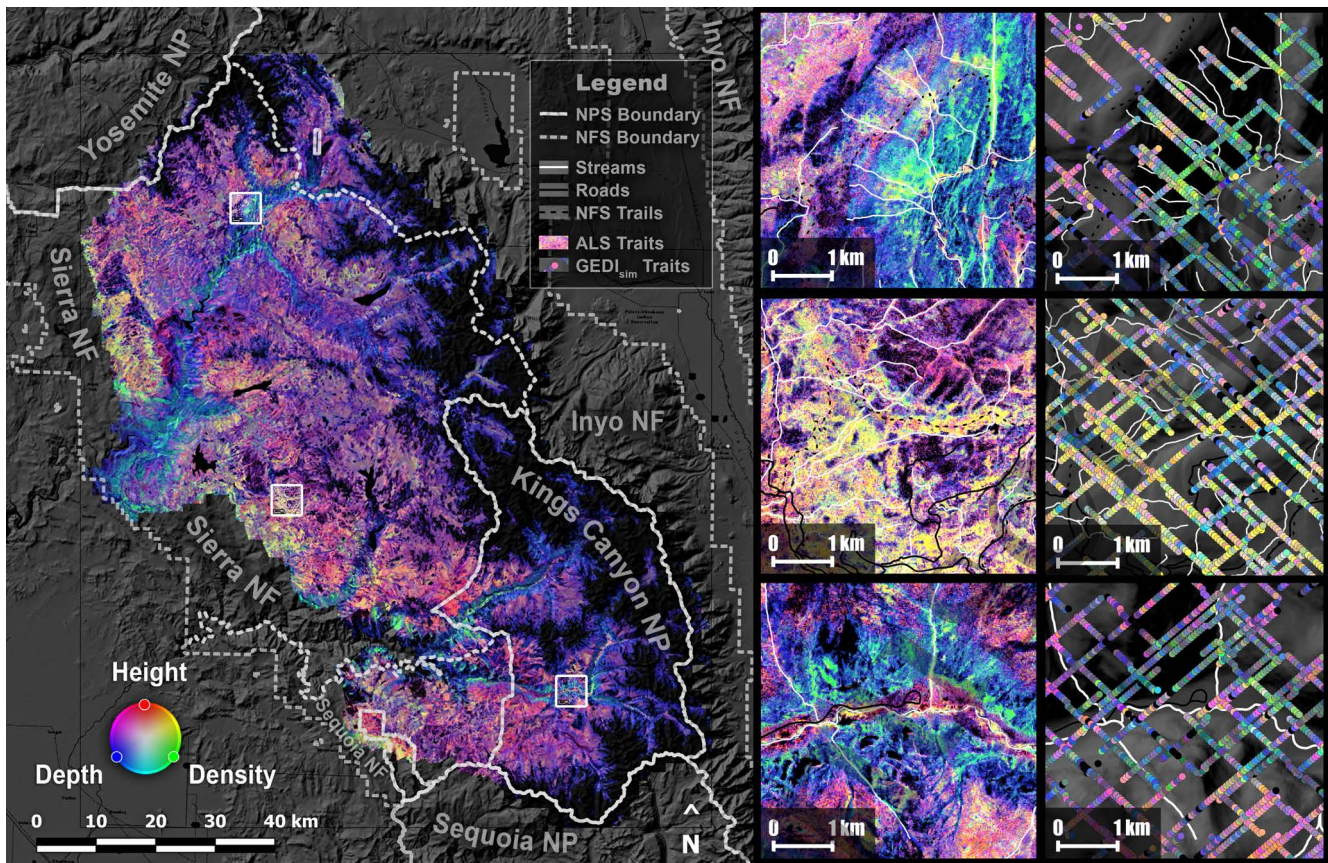 Yosemite NP
Inyo NF
Legend
NPS Boundary
NFS Boundary
Streams
Roads
NFS Trails
ALS Traits
GEDIsim Traits
Sierra NF
Inyo NF
Kings Canyon NP
Sierra NF
Sequoia NF
Sequoia NP
Height
Depth
Density
0 10 20 30 40 km
^
N
0 1 km
0 1 km
0 1 km
0 1 km
0 1 km
0 1 km